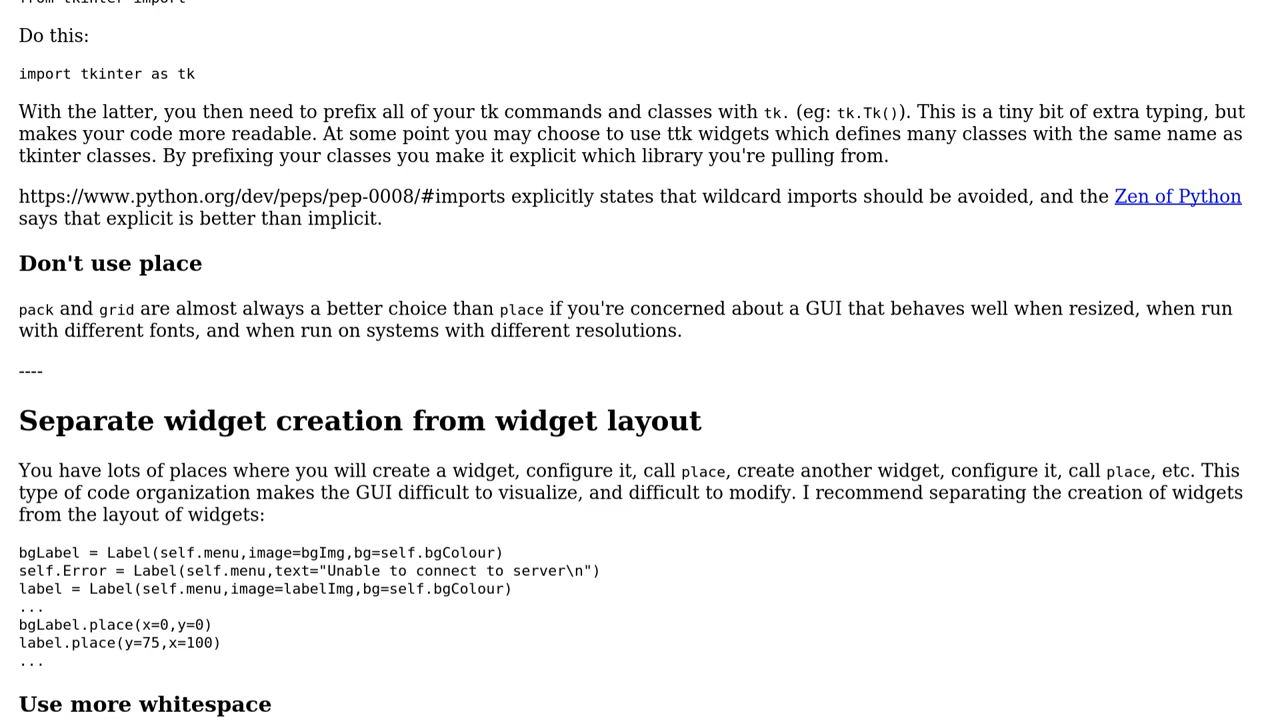 from tkinter import
Do this:
import tkinter as tk
With the latter, you then need to prefix all of your tk commands and classes with tk. (eg: tk.Tk()). This is a tiny bit of extra typing, but
makes your code more readable. At some point you may choose to use ttk widgets which defines many classes with the same name as
tkinter classes. By prefixing your classes you make it explicit which library you're pulling from.
https://www.python.org/dev/peps/pep-0008/#imports explicitly states that wildcard imports should be avoided, and the Zen of Python
says that explicit is better than implicit.
Don't use place
pack and grid are almost always a better choice than place if you're concerned about a GUI that behaves well when resized, when run
with different fonts, and when run on systems with different resolutions.
----
Separate widget creation from widget layout
You have lots of places where you will create a widget, configure it, call place, create another widget, configure it, call place, etc. This
type of code organization makes the GUI difficult to visualize, and difficult to modify. I recommend separating the creation of widgets
from the layout of widgets:
bgLabel = Label(self.menu,image=bgImg,bg=self.bgColour)
self.Error = Label(self.menu,text="Unable to connect to server\n")
label = Label(self.menu,image=labelImg,bg=self.bgColour)
...
bgLabel.place(x=0,y=0)
label.place(y=75,x=100)
...
Use more whitespace